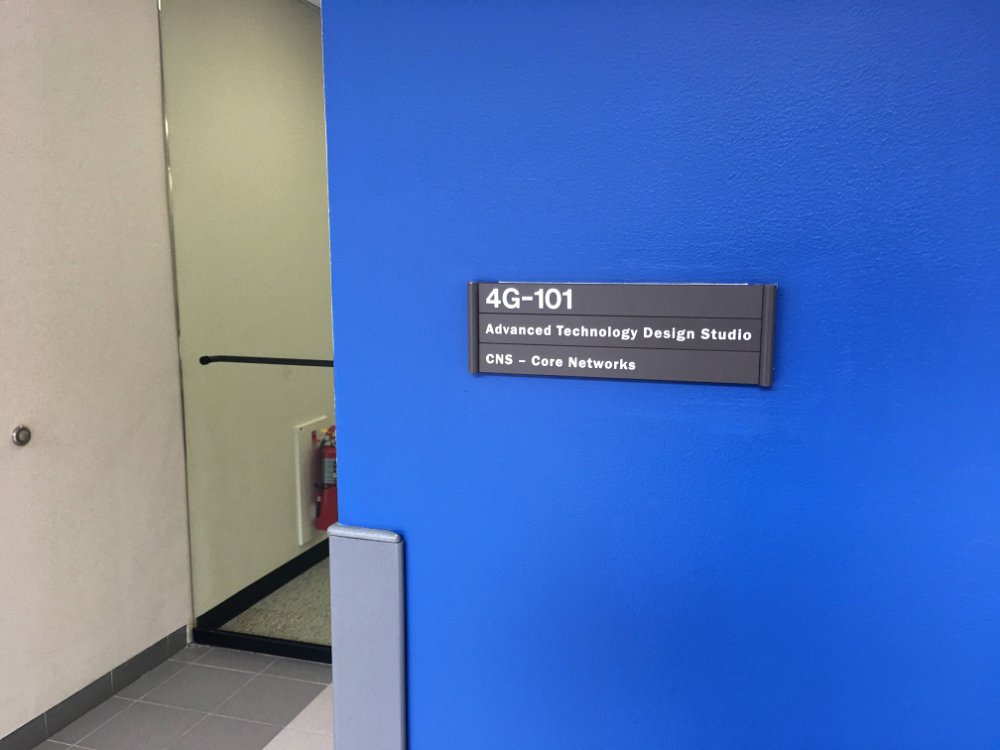 4G-101
Advanced Technology Design Studio
CNS – Core Networks